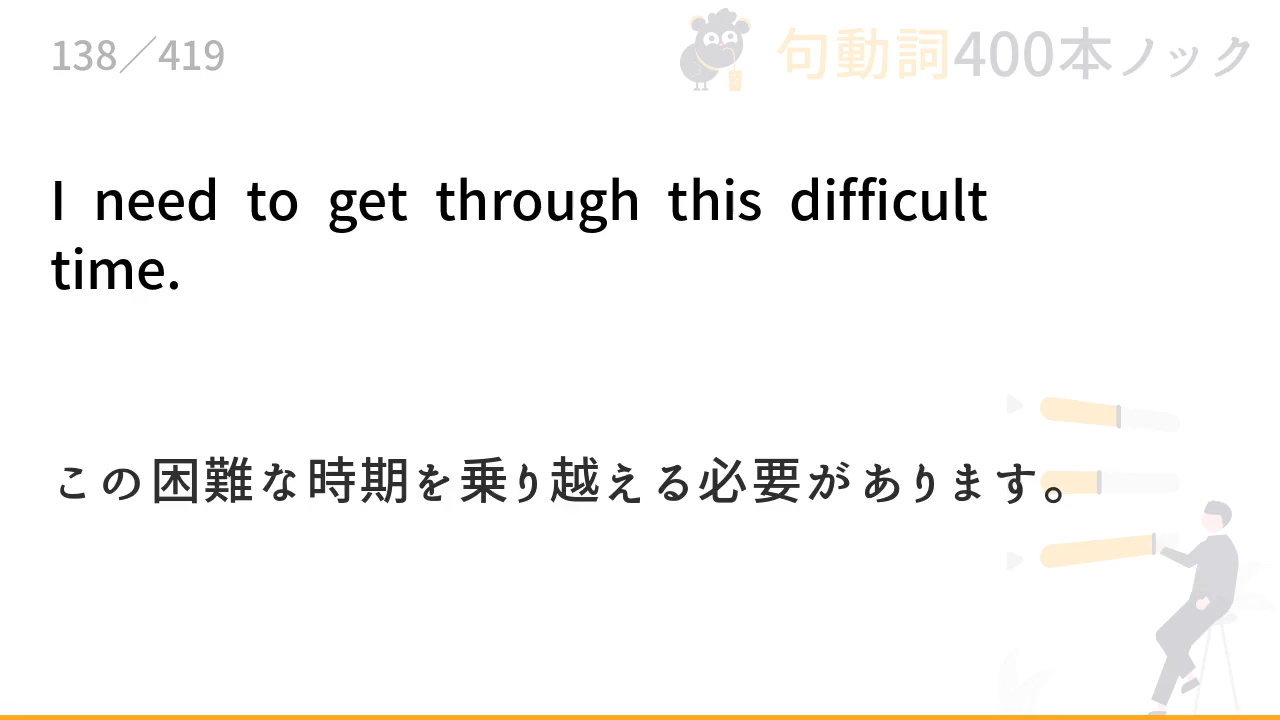 138／419
句動詞400本ノック
I need to get through this difficult
time.
この困難な時期を乗り越える必要があります。